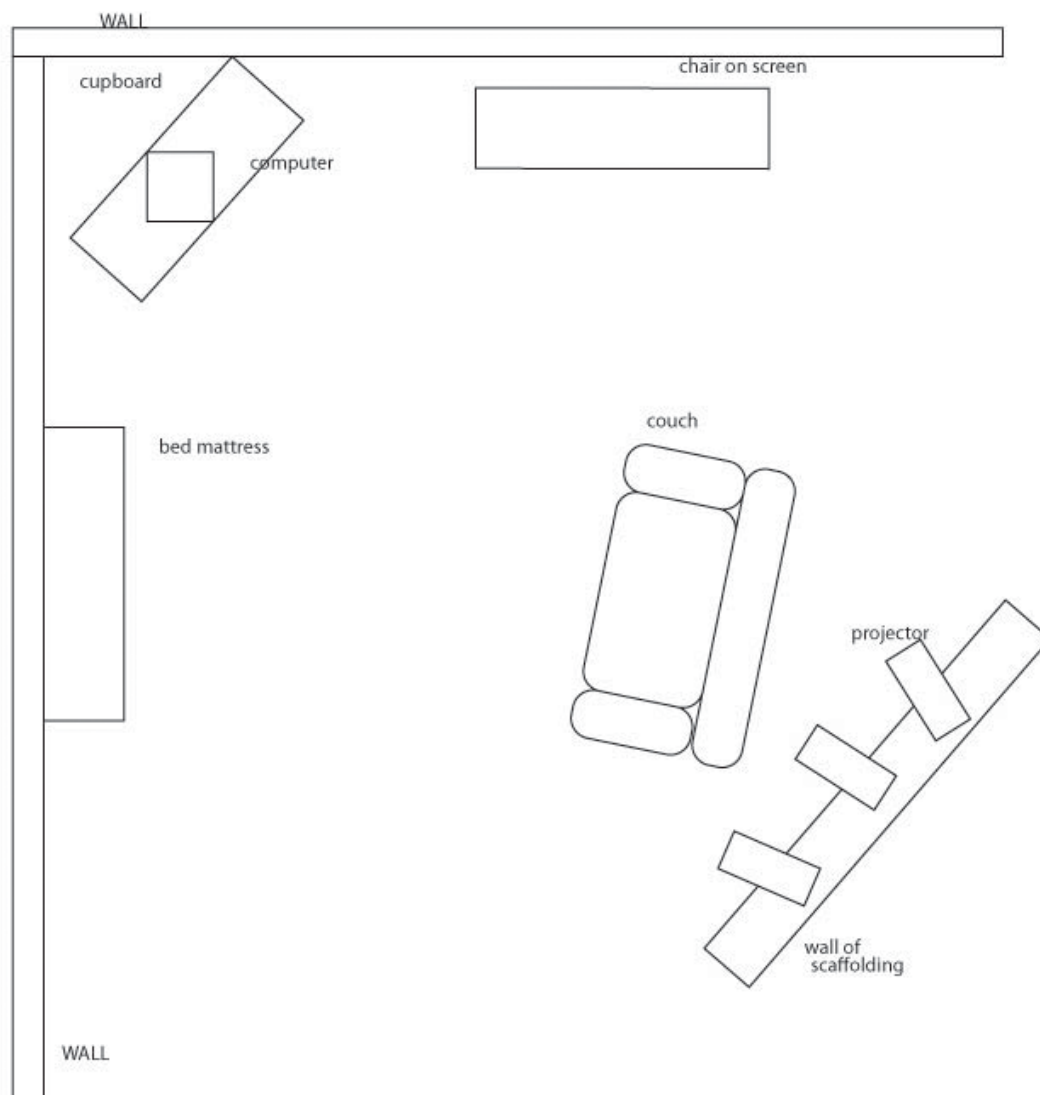 WALL
chair on screen
cupboard
computer
couch
bed mattress
projector
wall of
scaffolding
WALL